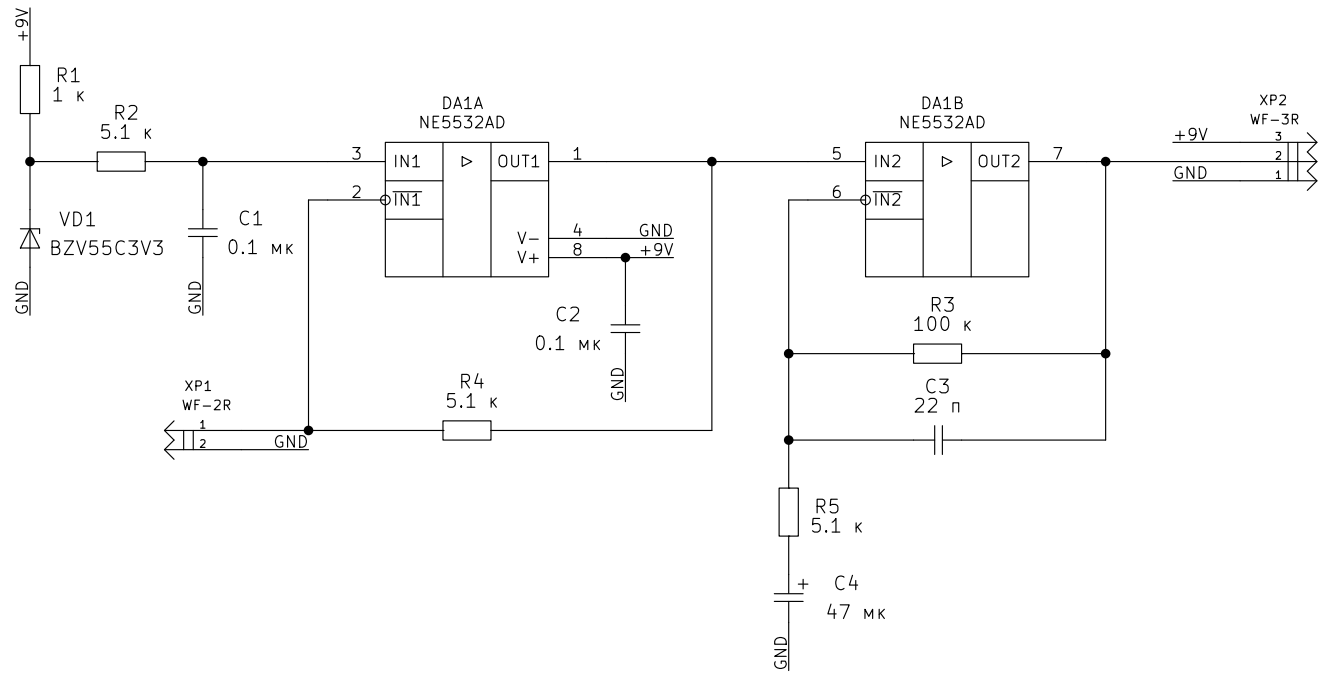 +9V
R1
1 к
R2
5.1 к
VD1
BZV55C3V3
GND
C1
0.1 мк
GND
DA1A
NE5532AD
3 IN1 ▷ OUT1 1
2 IN1
V- 4 GND
V+ 8 +9V
C2
0.1 мк
GND
XP1
WF-2R
1
2 GND
R4
5.1 к
DA1B
NE5532AD
5 IN2 ▷ OUT2 7
6 IN2
R3
100 к
C3
22 п
R5
5.1 к
+ C4
47 мк
GND
XP2
WF-3R
+9V 3
2
GND 1